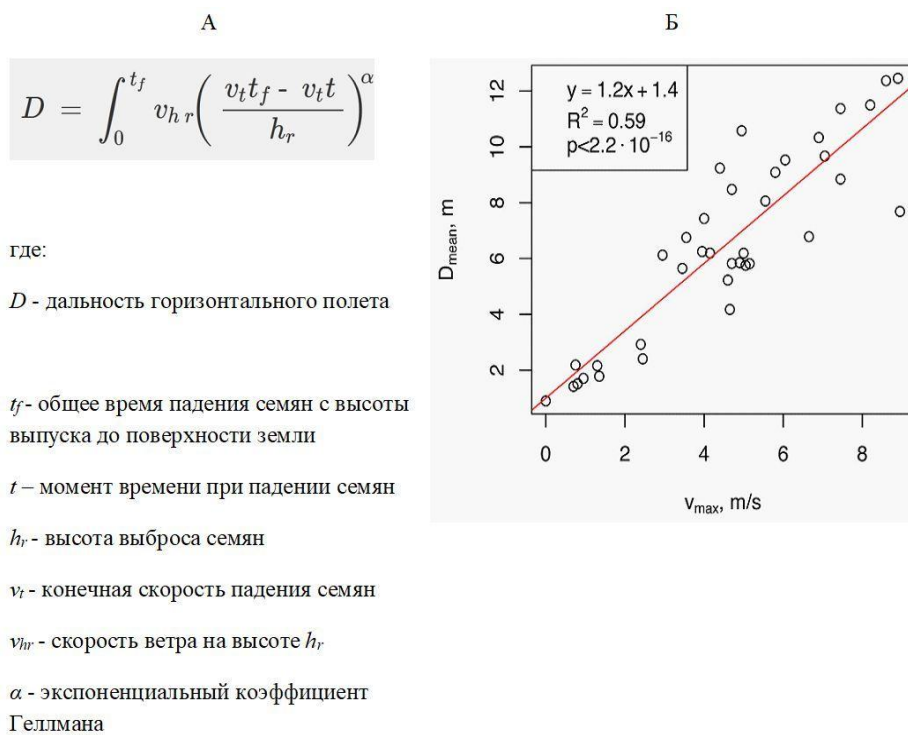 А
Б
D = ∫₀^{t_f} v_{h r} ( (v_t t_f - v_t t) / h_r )^α
где:
D - дальность горизонтального полета
t_f - общее время падения семян с высоты
выпуска до поверхности земли
t – момент времени при падении семян
h_r - высота выброса семян
v_t - конечная скорость падения семян
v_{hr} - скорость ветра на высоте h_r
α - экспоненциальный коэффициент
Геллмана
y = 1.2x + 1.4
R² = 0.59
p<2.2 · 10⁻¹⁶
D_mean, m
12
10
8
6
4
2
0 2 4 6 8
v_max, m/s